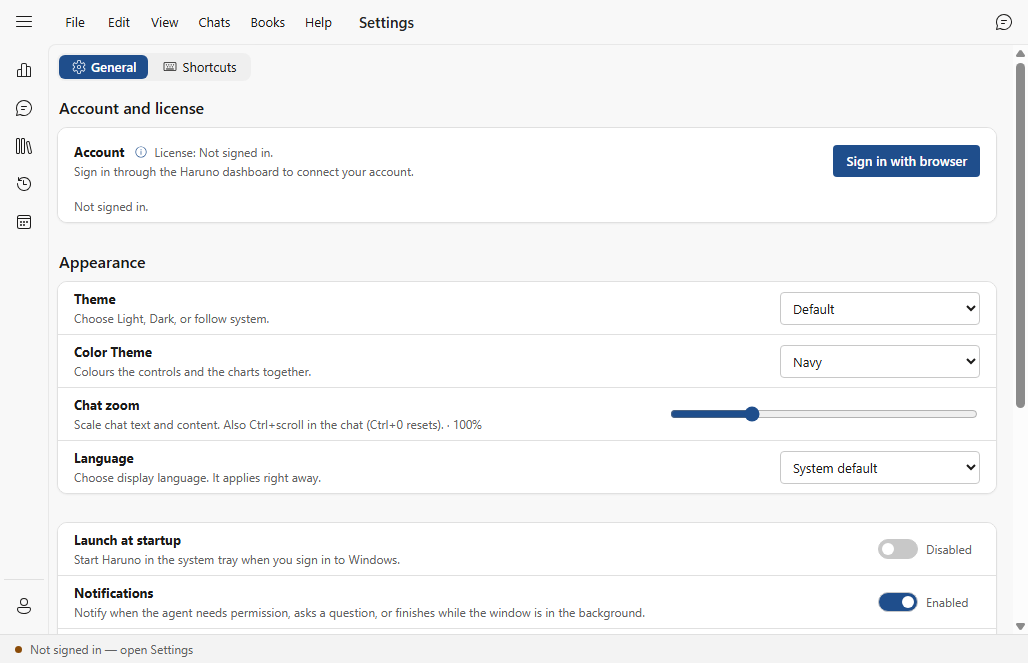 File Edit View Chats Books Help Settings
General Shortcuts
Account and license
Account License: Not signed in.
Sign in through the Haruno dashboard to connect your account.
Sign in with browser
Not signed in.
Appearance
Theme
Choose Light, Dark, or follow system.
Default
Color Theme
Colours the controls and the charts together.
Navy
Chat zoom
Scale chat text and content. Also Ctrl+scroll in the chat (Ctrl+0 resets). · 100%
Language
Choose display language. It applies right away.
System default
Launch at startup
Start Haruno in the system tray when you sign in to Windows.
Disabled
Notifications
Notify when the agent needs permission, asks a question, or finishes while the window is in the background.
Enabled
Not signed in — open Settings